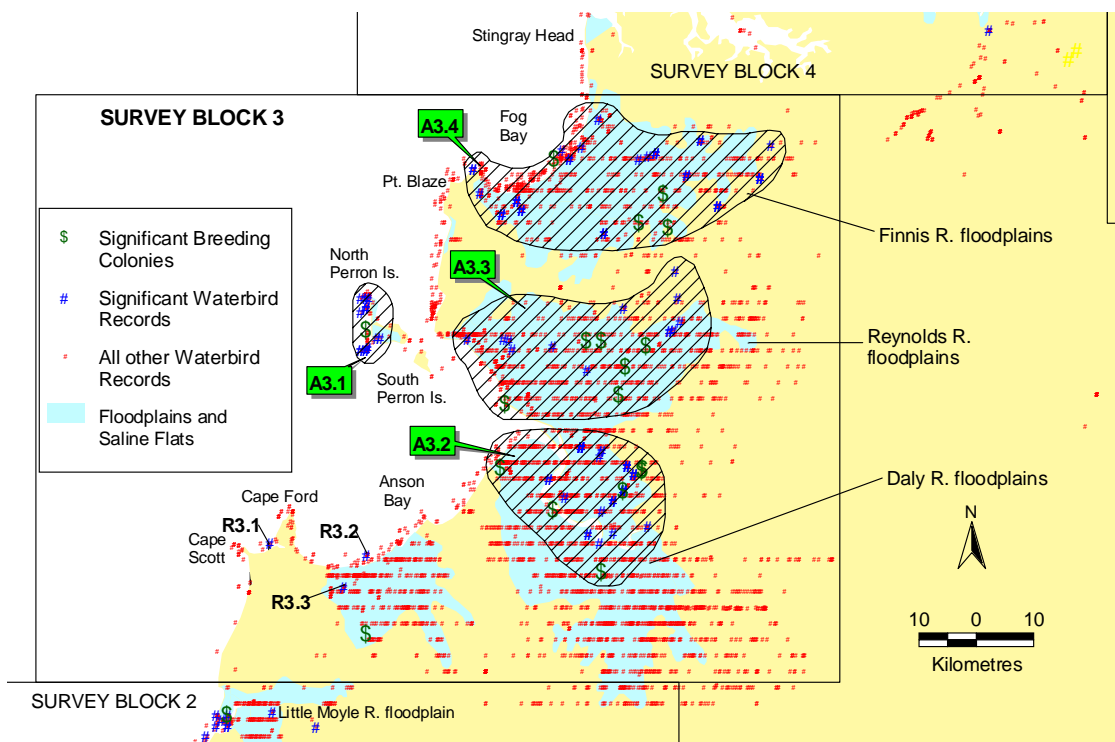 Stingray Head
SURVEY BLOCK 4
SURVEY BLOCK 3
Fog
Bay
A3.4
Pt. Blaze
$ Significant Breeding
Colonies
# Significant Waterbird
Records
# All other Waterbird
Records
Floodplains and
Saline Flats
Finnis R. floodplains
North
Perron Is.
A3.3
Reynolds R.
floodplains
A3.1
South
Perron Is.
A3.2
Anson
Bay
Daly R. floodplains
Cape Ford
R3.1
Cape
Scott
R3.2
R3.3
N
10 0 10
Kilometres
SURVEY BLOCK 2
Little Moyle R. floodplain